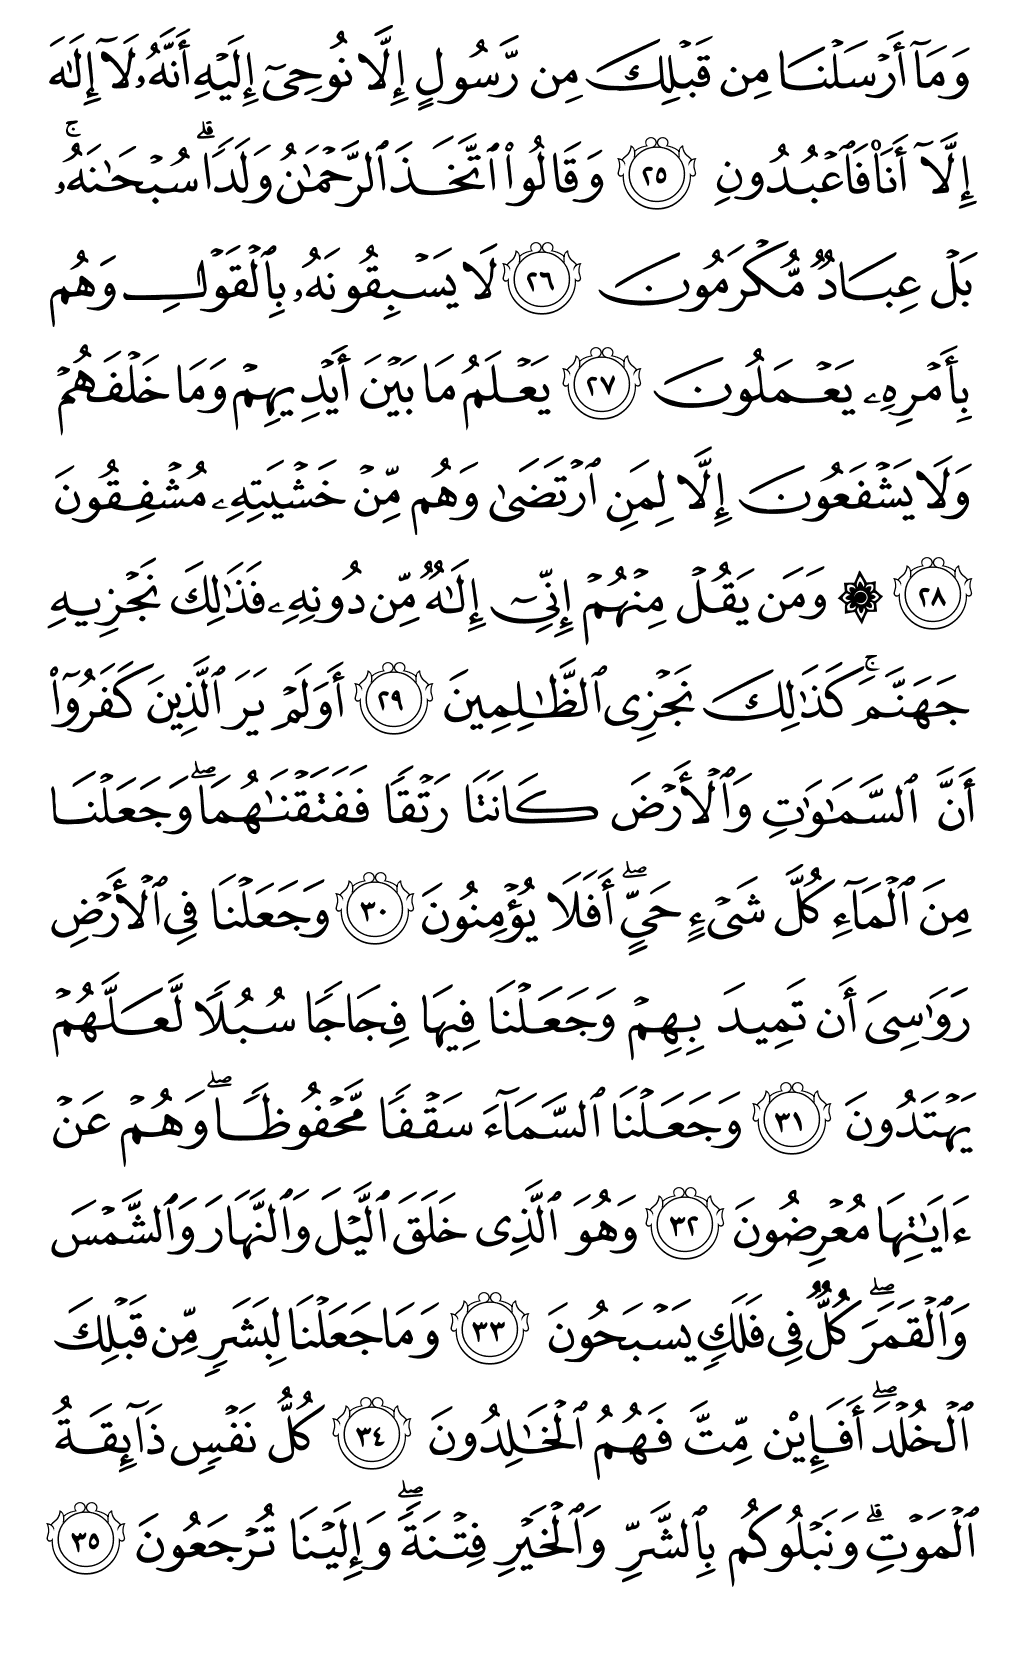 وَمَآ أَرۡسَلۡنَا مِن قَبۡلِكَ مِن رَّسُولٍ إِلَّا نُوحِيٓ إِلَيۡهِ أَنَّهُۥ لَآ إِلَٰهَ
إِلَّآ أَنَا۠ فَٱعۡبُدُونِ ٢٥ وَقَالُواْ ٱتَّخَذَ ٱلرَّحۡمَٰنُ وَلَدٗاۗ سُبۡحَٰنَهُۥۚ
بَلۡ عِبَادٞ مُّكۡرَمُونَ ٢٦ لَا يَسۡبِقُونَهُۥ بِٱلۡقَوۡلِ وَهُم
بِأَمۡرِهِۦ يَعۡمَلُونَ ٢٧ يَعۡلَمُ مَا بَيۡنَ أَيۡدِيهِمۡ وَمَا خَلۡفَهُمۡ
وَلَا يَشۡفَعُونَ إِلَّا لِمَنِ ٱرۡتَضَىٰ وَهُم مِّنۡ خَشۡيَتِهِۦ مُشۡفِقُونَ
٢٨ ۞ وَمَن يَقُلۡ مِنۡهُمۡ إِنِّيٓ إِلَٰهٞ مِّن دُونِهِۦ فَذَٰلِكَ نَجۡزِيهِ
جَهَنَّمَۚ كَذَٰلِكَ نَجۡزِي ٱلظَّٰلِمِينَ ٢٩ أَوَلَمۡ يَرَ ٱلَّذِينَ كَفَرُوٓاْ
أَنَّ ٱلسَّمَٰوَٰتِ وَٱلۡأَرۡضَ كَانَتَا رَتۡقٗا فَفَتَقۡنَٰهُمَاۖ وَجَعَلۡنَا
مِنَ ٱلۡمَآءِ كُلَّ شَيۡءٍ حَيٍّۖ أَفَلَا يُؤۡمِنُونَ ٣٠ وَجَعَلۡنَا فِي ٱلۡأَرۡضِ
رَوَٰسِيَ أَن تَمِيدَ بِهِمۡ وَجَعَلۡنَا فِيهَا فِجَاجٗا سُبُلٗا لَّعَلَّهُمۡ
يَهۡتَدُونَ ٣١ وَجَعَلۡنَا ٱلسَّمَآءَ سَقۡفٗا مَّحۡفُوظٗاۖ وَهُمۡ عَنۡ
ءَايَٰتِهَا مُعۡرِضُونَ ٣٢ وَهُوَ ٱلَّذِي خَلَقَ ٱلَّيۡلَ وَٱلنَّهَارَ وَٱلشَّمۡسَ
وَٱلۡقَمَرَۖ كُلّٞ فِي فَلَكٖ يَسۡبَحُونَ ٣٣ وَمَا جَعَلۡنَا لِبَشَرٖ مِّن قَبۡلِكَ
ٱلۡخُلۡدَۖ أَفَإِيْن مِّتَّ فَهُمُ ٱلۡخَٰلِدُونَ ٣٤ كُلُّ نَفۡسٖ ذَآئِقَةُ
ٱلۡمَوۡتِۗ وَنَبۡلُوكُم بِٱلشَّرِّ وَٱلۡخَيۡرِ فِتۡنَةٗۖ وَإِلَيۡنَا تُرۡجَعُونَ ٣٥